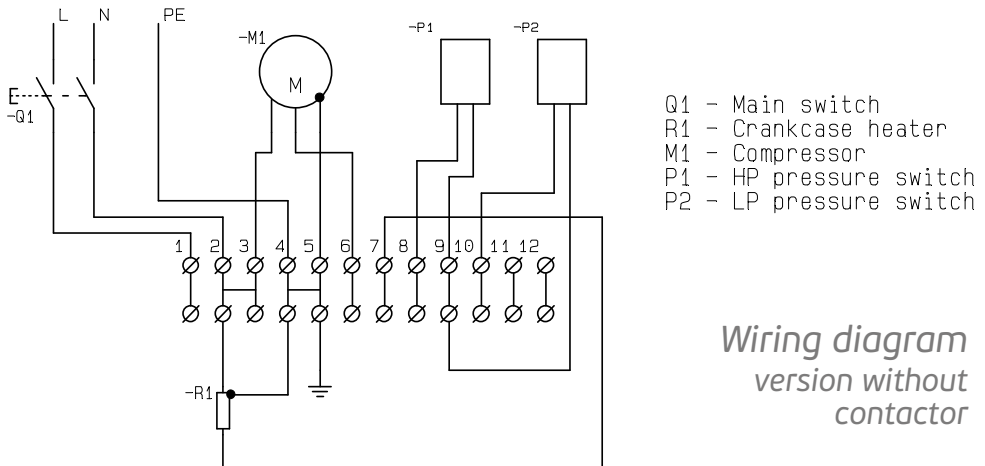 L N PE
-M1
-P1 -P2
M
-Q1
Q1 - Main switch
R1 - Crankcase heater
M1 - Compressor
P1 - HP pressure switch
P2 - LP pressure switch
1 2 3 4 5 6 7 8 9 10 11 12
-R1
Wiring diagram
version without
contactor